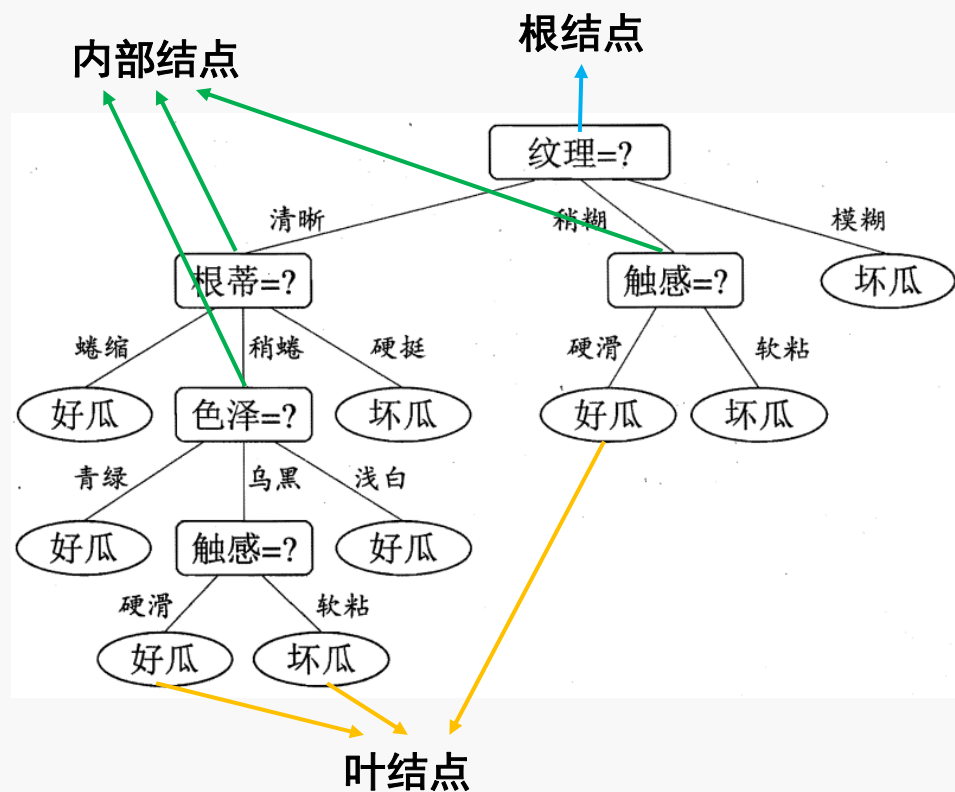 根结点
内部结点
纹理=?
清晰
稍糊
模糊
根蒂=?
触感=?
坏瓜
蜷缩
稍蜷
硬挺
硬滑
软粘
好瓜
色泽=?
坏瓜
好瓜
坏瓜
青绿
乌黑
浅白
好瓜
触感=?
好瓜
硬滑
软粘
好瓜
坏瓜
叶结点